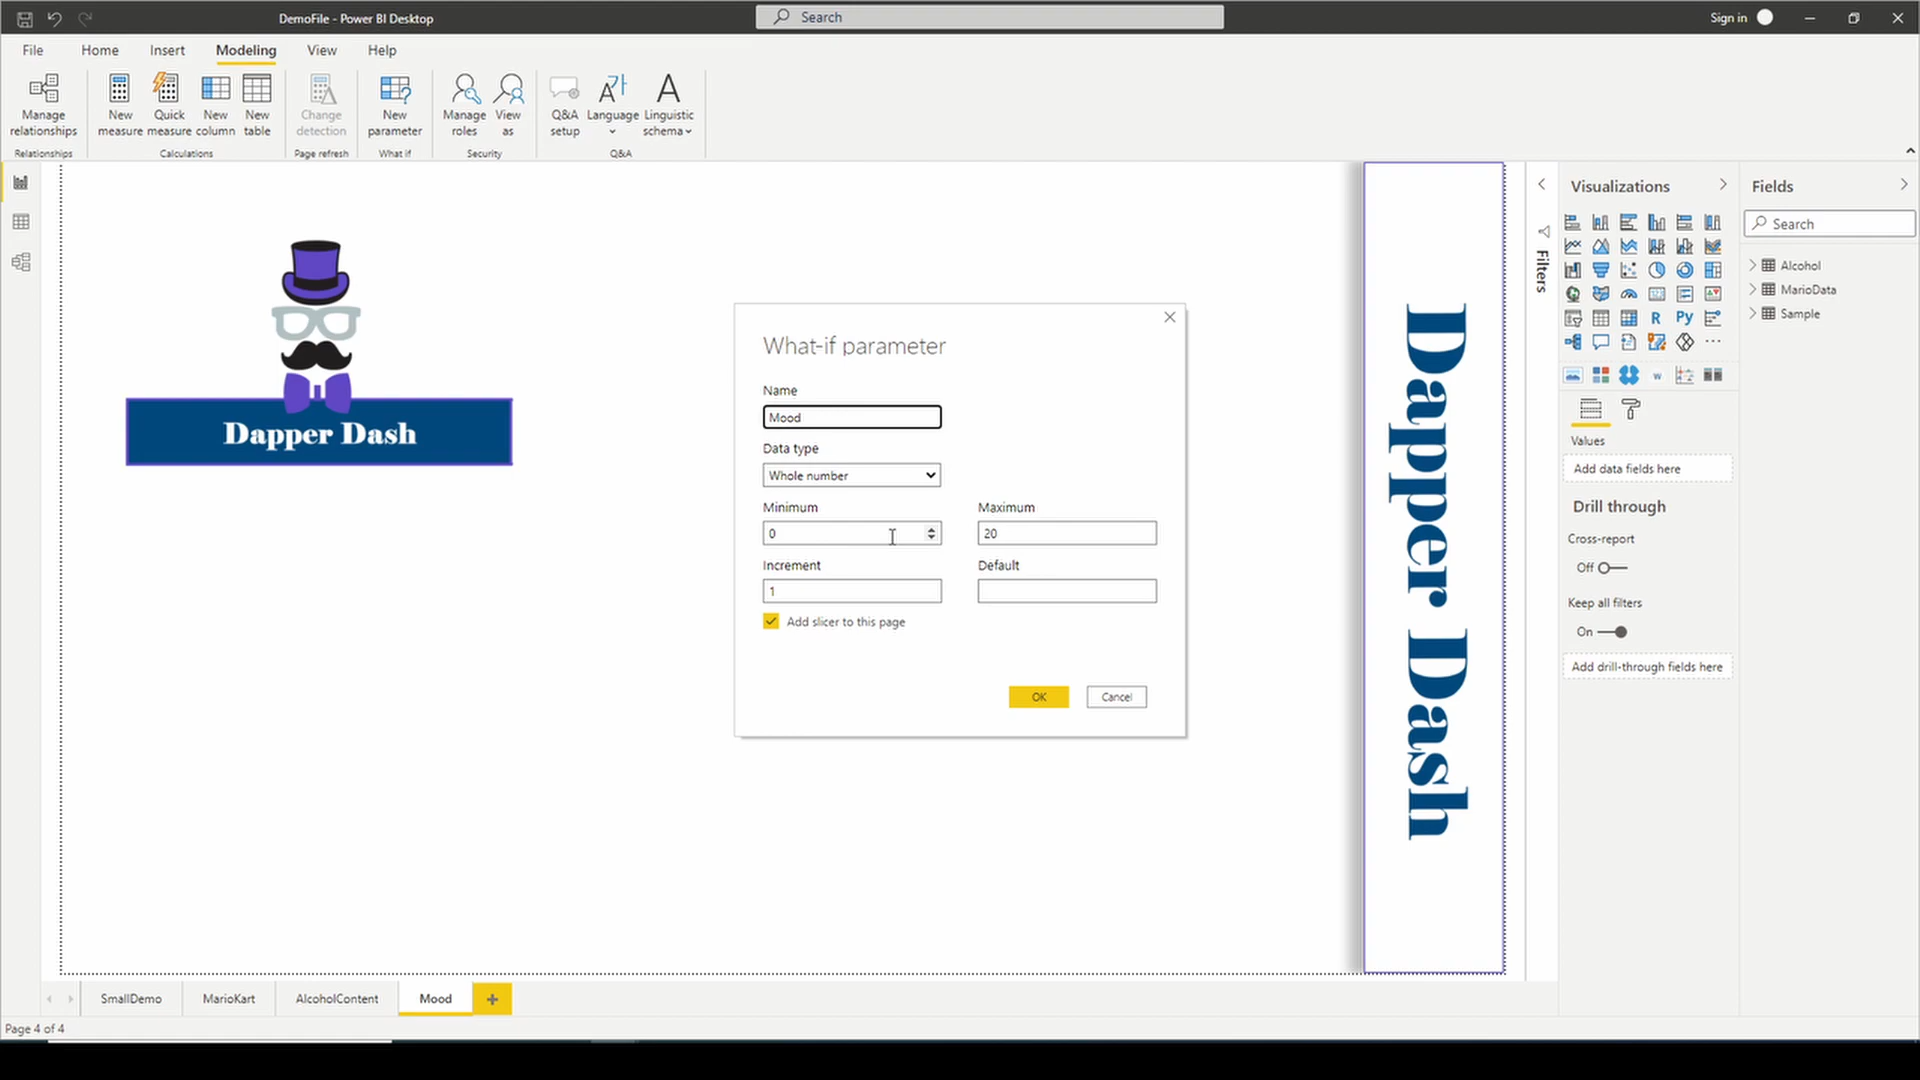 DemoFile - Power BI Desktop
Search
Sign in
File
Home
Insert
Modeling
View
Help
Manage
relationships
New
measure
Quick
measure
New
column
New
table
Change
detection
New
parameter
Manage
roles
View
as
Q&A
setup
Language
Linguistic
schema
Relationships
Calculations
Page refresh
What if
Security
Q&A
Dapper Dash
What-if parameter
Name
Mood
Data type
Whole number
Minimum
Maximum
0
20
Increment
Default
1
Add slicer to this page
OK
Cancel
Dapper Dash
Filters
Visualizations
R
Py
W
Values
Add data fields here
Drill through
Cross-report
Off
Keep all filters
On
Add drill-through fields here
Fields
Search
Alcohol
MarioData
Sample
SmallDemo
MarioKart
AlcoholContent
Mood
Page 4 of 4